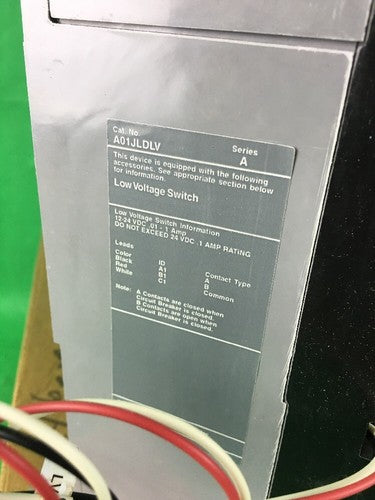 Cat. No.
A01JLDLV
Series
A
This device is equipped with the following
accessories. See appropriate section below
for information.
Low Voltage Switch
Low Voltage Switch Information
12-24 VDC .01 - 1 Amp
DO NOT EXCEED 24 VDC .1 AMP RATING
Leads
Color ID Contact Type
Black A1 A
Red B1 B
White C1 Common
Note: A Contacts are closed when
Circuit Breaker is closed.
B Contacts are open when
Circuit Breaker is closed.